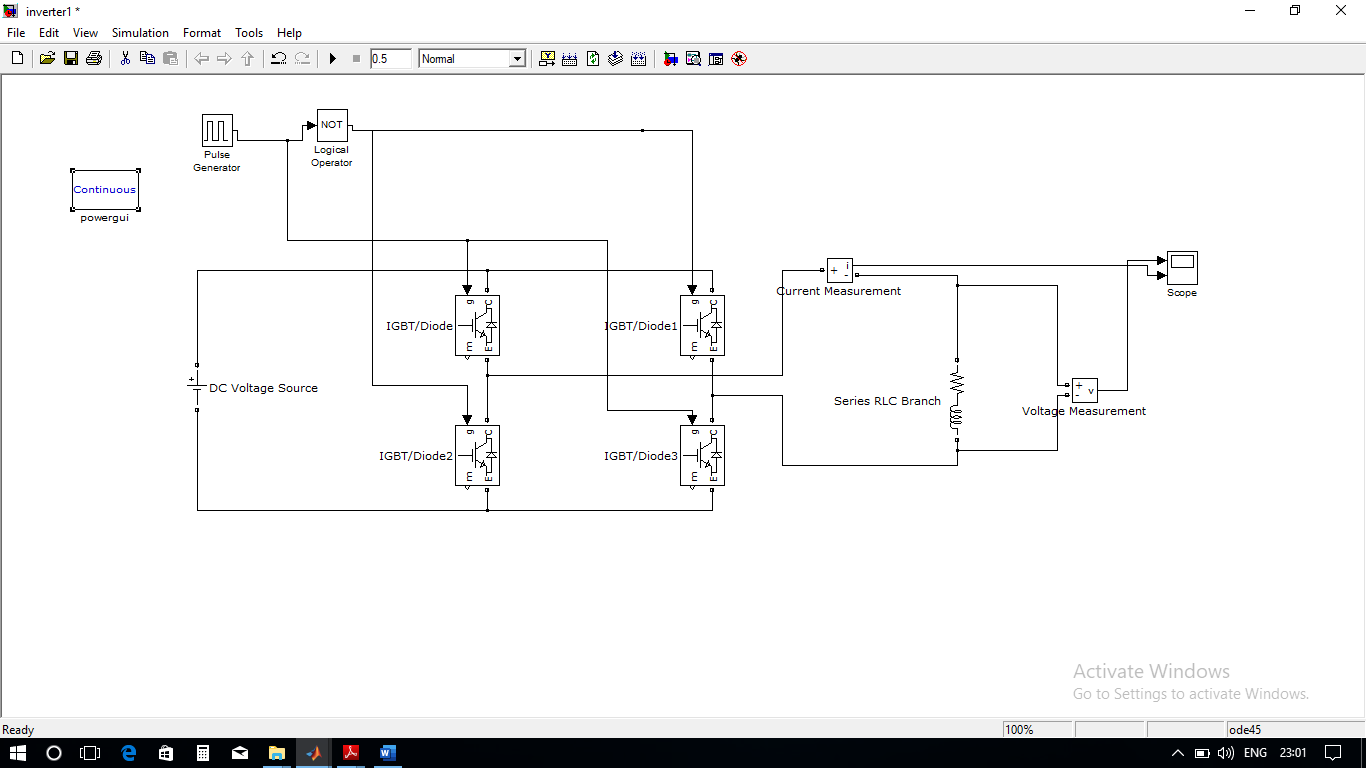 inverter1 *
File Edit View Simulation Format Tools Help
0.5 Normal
Pulse
Generator
NOT
Logical
Operator
Continuous
powergui
i
+
-
Current Measurement
Scope
g C
IGBT/Diode
m E
g C
IGBT/Diode1
m E
+
DC Voltage Source
Series RLC Branch
+
- v
Voltage Measurement
g C
IGBT/Diode2
m E
g C
IGBT/Diode3
m E
Activate Windows
Go to Settings to activate Windows.
Ready 100% ode45
ENG 23:01